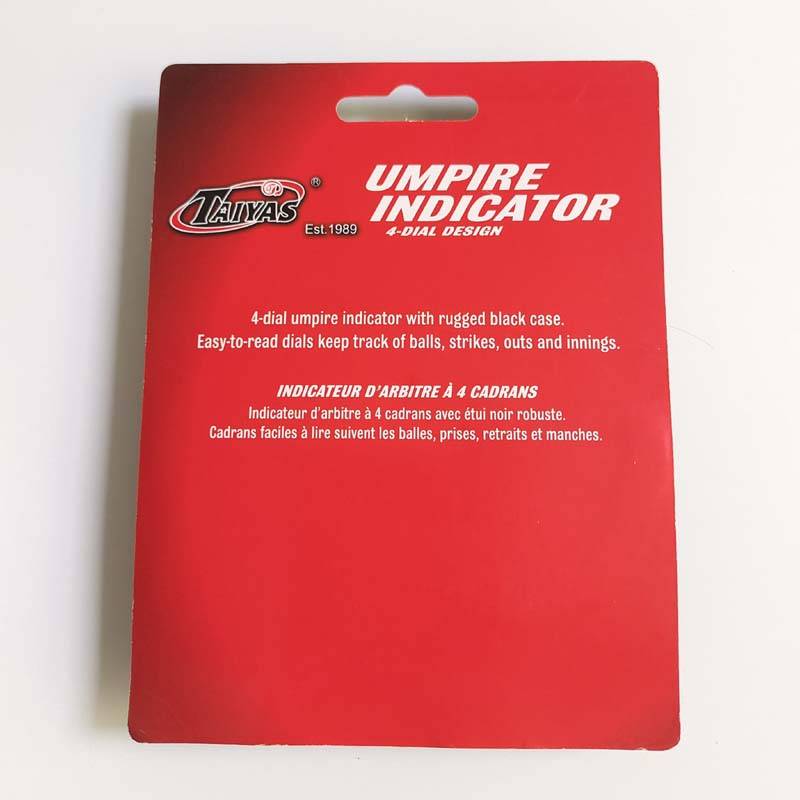 TAIYAS ®
Est.1989
UMPIRE
INDICATOR
4-DIAL DESIGN
4-dial umpire indicator with rugged black case.
Easy-to-read dials keep track of balls, strikes, outs and innings.
INDICATEUR D'ARBITRE À 4 CADRANS
Indicateur d'arbitre à 4 cadrans avec étui noir robuste.
Cadrans faciles à lire suivent les balles, prises, retraits et manches.